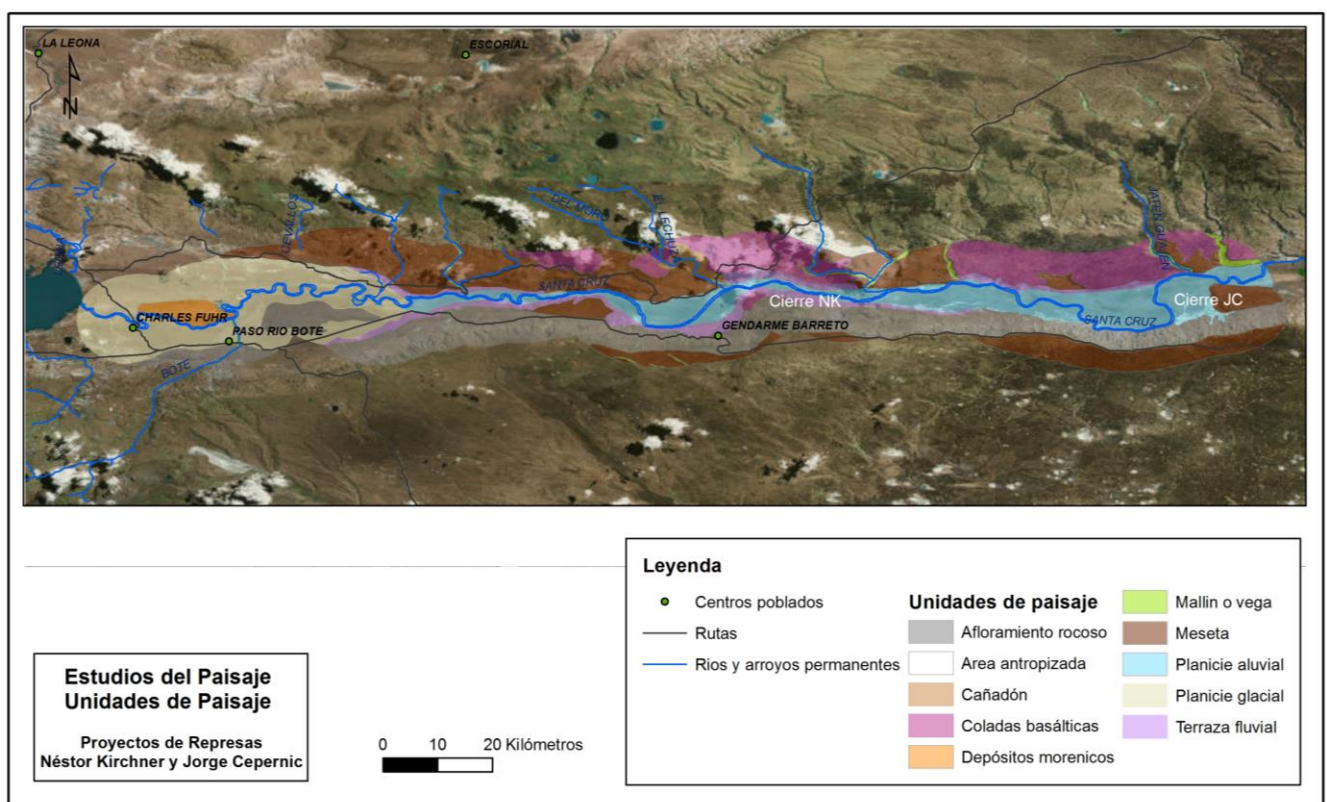 LA LEONA
ESCORIAL
N
DEL MORO
EL LECHUZA
JATEN GUAJEN
SANTA CRUZ
Cierre NK
Cierre JC
CHARLES FUHR
SANTA CRUZ
PASO RIO BOTE
GENDARME BARRETO
BOTE
Leyenda
Centros poblados
Rutas
Rios y arroyos permanentes
Unidades de paisaje
Afloramiento rocoso
Area antropizada
Cañadón
Coladas basálticas
Depósitos morenicos
Mallin o vega
Meseta
Planicie aluvial
Planicie glacial
Terraza fluvial
Estudios del Paisaje
Unidades de Paisaje
Proyectos de Represas
Néstor Kirchner y Jorge Cepernic
0 10 20 Kilómetros